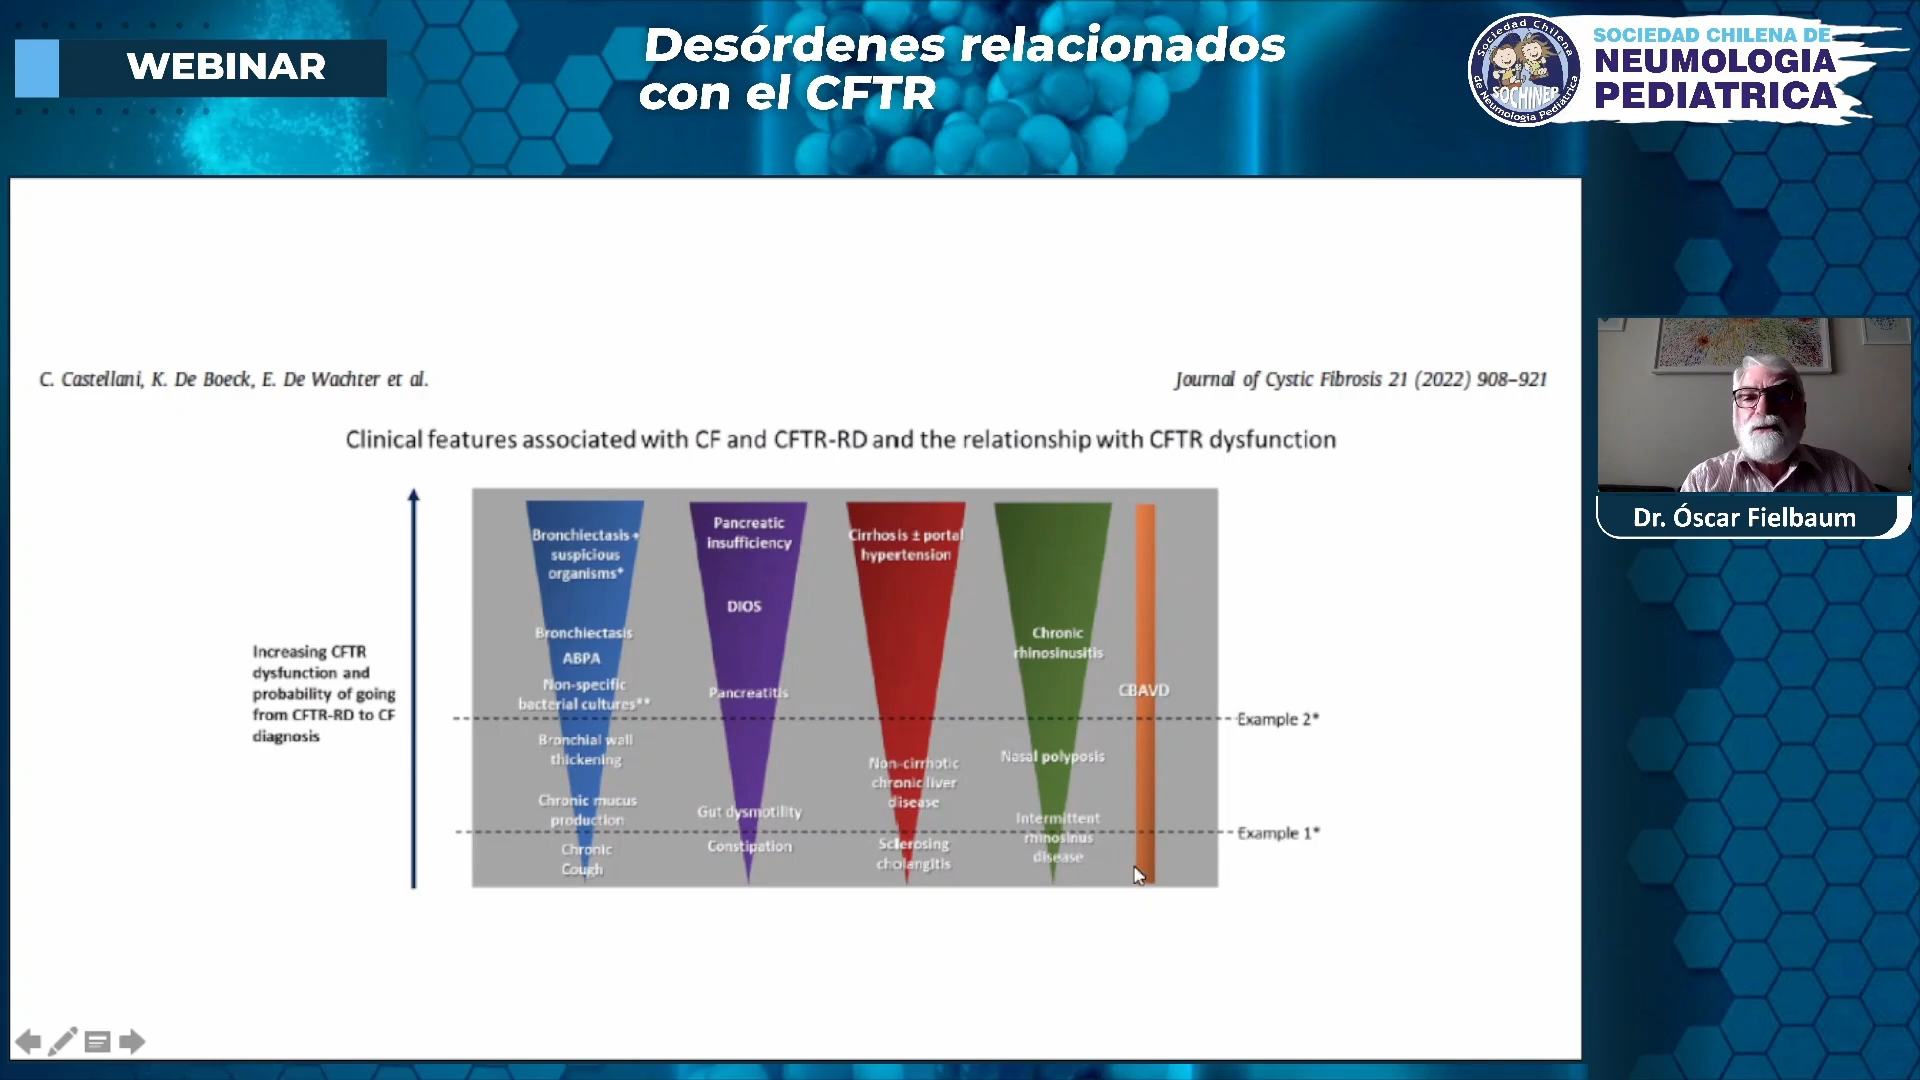 WEBINAR
Desórdenes relacionados
con el CFTR
Sociedad Chilena
de Neumología Pediátrica
SOCHINEP
SOCIEDAD CHILENA DE
NEUMOLOGIA
PEDIATRICA
C. Castellani, K. De Boeck, E. De Wachter et al.
Journal of Cystic Fibrosis 21 (2022) 908–921
Clinical features associated with CF and CFTR-RD and the relationship with CFTR dysfunction
Increasing CFTR
dysfunction and
probability of going
from CFTR-RD to CF
diagnosis
Bronchiectasis +
suspicious
organisms*
Bronchiectasis
ABPA
Non-specific
bacterial cultures**
Bronchial wall
thickening
Chronic mucus
production
Chronic
Cough
Pancreatic
insufficiency
DIOS
Pancreatitis
Gut dysmotility
Constipation
Cirrhosis ± portal
hypertension
Non-cirrhotic
chronic liver
disease
Sclerosing
cholangitis
Chronic
rhinosinusitis
Nasal polyposis
Intermittent
rhinosinus
disease
CBAVD
Example 2*
Example 1*
Dr. Óscar Fielbaum